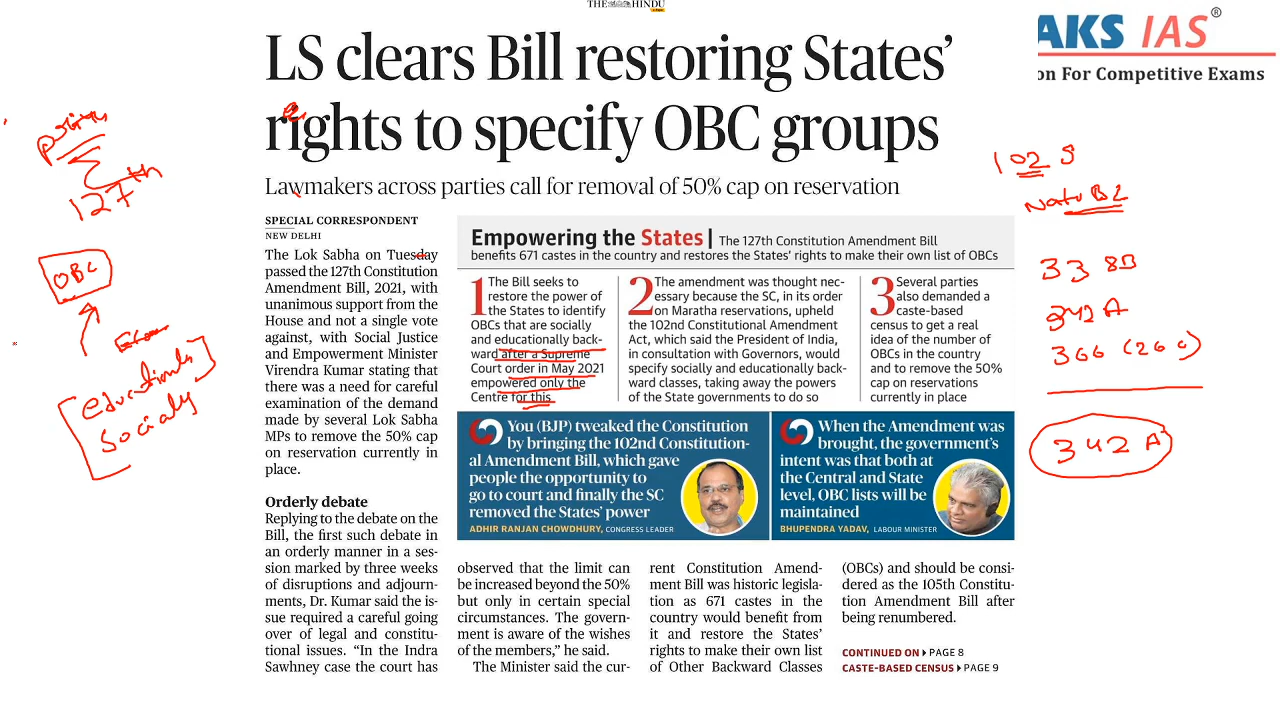 THE HINDU
AKS IAS®
on For Competitive Exams
LS clears Bill restoring States’
rights to specify OBC groups
Lawmakers across parties call for removal of 50% cap on reservation
SPECIAL CORRESPONDENT
NEW DELHI
The Lok Sabha on Tuesday
passed the 127th Constitution
Amendment Bill, 2021, with
unanimous support from the
House and not a single vote
against, with Social Justice
and Empowerment Minister
Virendra Kumar stating that
there was a need for careful
examination of the demand
made by several Lok Sabha
MPs to remove the 50% cap
on reservation currently in
place.
Orderly debate
Replying to the debate on the
Bill, the first such debate in
an orderly manner in a ses-
sion marked by three weeks
of disruptions and adjourn-
ments, Dr. Kumar said the is-
sue required a careful going
over of legal and constitu-
tional issues. “In the Indra
Sawhney case the court has
Empowering the States | The 127th Constitution Amendment Bill
benefits 671 castes in the country and restores the States’ rights to make their own list of OBCs
1 The Bill seeks to
restore the power of
the States to identify
OBCs that are socially
and educationally back-
ward after a Supreme
Court order in May 2021
empowered only the
Centre for this
2 The amendment was thought nec-
essary because the SC, in its order
on Maratha reservations, upheld
the 102nd Constitutional Amendment
Act, which said the President of India,
in consultation with Governors, would
specify socially and educationally back-
ward classes, taking away the powers
of the State governments to do so
3 Several parties
also demanded a
caste-based
census to get a real
idea of the number of
OBCs in the country
and to remove the 50%
cap on reservations
currently in place
You (BJP) tweaked the Constitution
by bringing the 102nd Constitution-
al Amendment Bill, which gave
people the opportunity to
go to court and finally the SC
removed the States’ power
ADHIR RANJAN CHOWDHURY, CONGRESS LEADER
When the Amendment was
brought, the government’s
intent was that both at
the Central and State
level, OBC lists will be
maintained
BHUPENDRA YADAV, LABOUR MINISTER
observed that the limit can
be increased beyond the 50%
but only in certain special
circumstances. The govern-
ment is aware of the wishes
of the members,” he said.
The Minister said the cur-
rent Constitution Amend-
ment Bill was historic legisla-
tion as 671 castes in the
country would benefit from
it and restore the States’
rights to make their own list
of Other Backward Classes
(OBCs) and should be consi-
dered as the 105th Constitu-
tion Amendment Bill after
being renumbered.
CONTINUED ON PAGE 8
CASTE-BASED CENSUS PAGE 9
127th
OBC
Socially
102
338B
342A
366 (26 C)
342 A